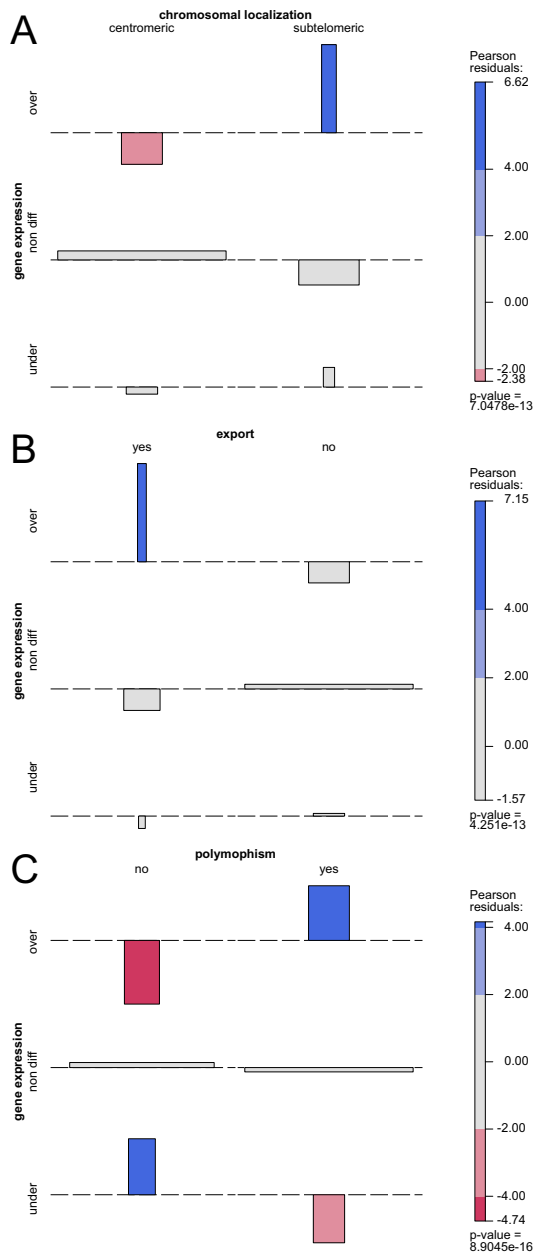 A
chromosomal localization
centromeric
subtelomeric
over
non diff
under
gene expression
Pearson
residuals:
6.62
4.00
2.00
0.00
-2.00
-2.38
p-value =
7.0478e-13
B
export
yes
no
over
non diff
under
gene expression
Pearson
residuals:
7.15
4.00
2.00
0.00
-1.57
p-value =
4.251e-13
C
polymophism
no
yes
over
non diff
under
gene expression
Pearson
residuals:
4.00
2.00
0.00
-2.00
-4.00
-4.74
p-value =
8.9045e-16